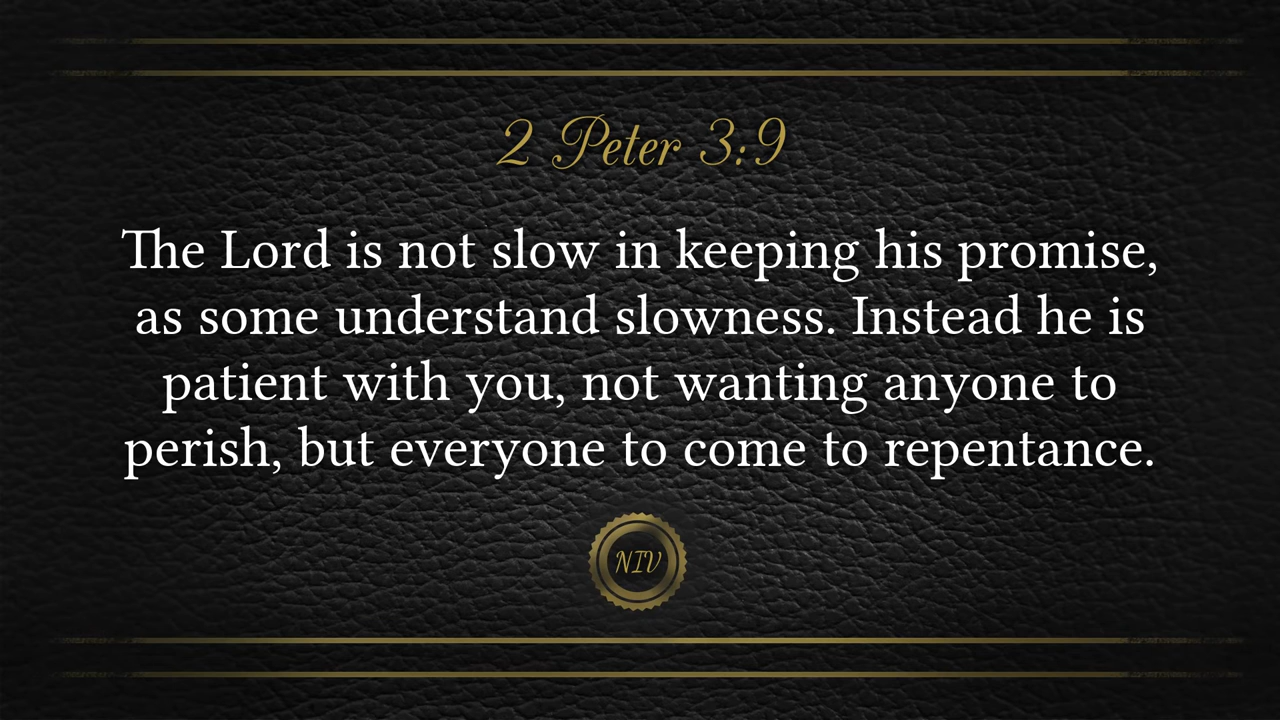 2 Peter 3:9
The Lord is not slow in keeping his promise,
as some understand slowness. Instead he is
patient with you, not wanting anyone to
perish, but everyone to come to repentance.
NIV